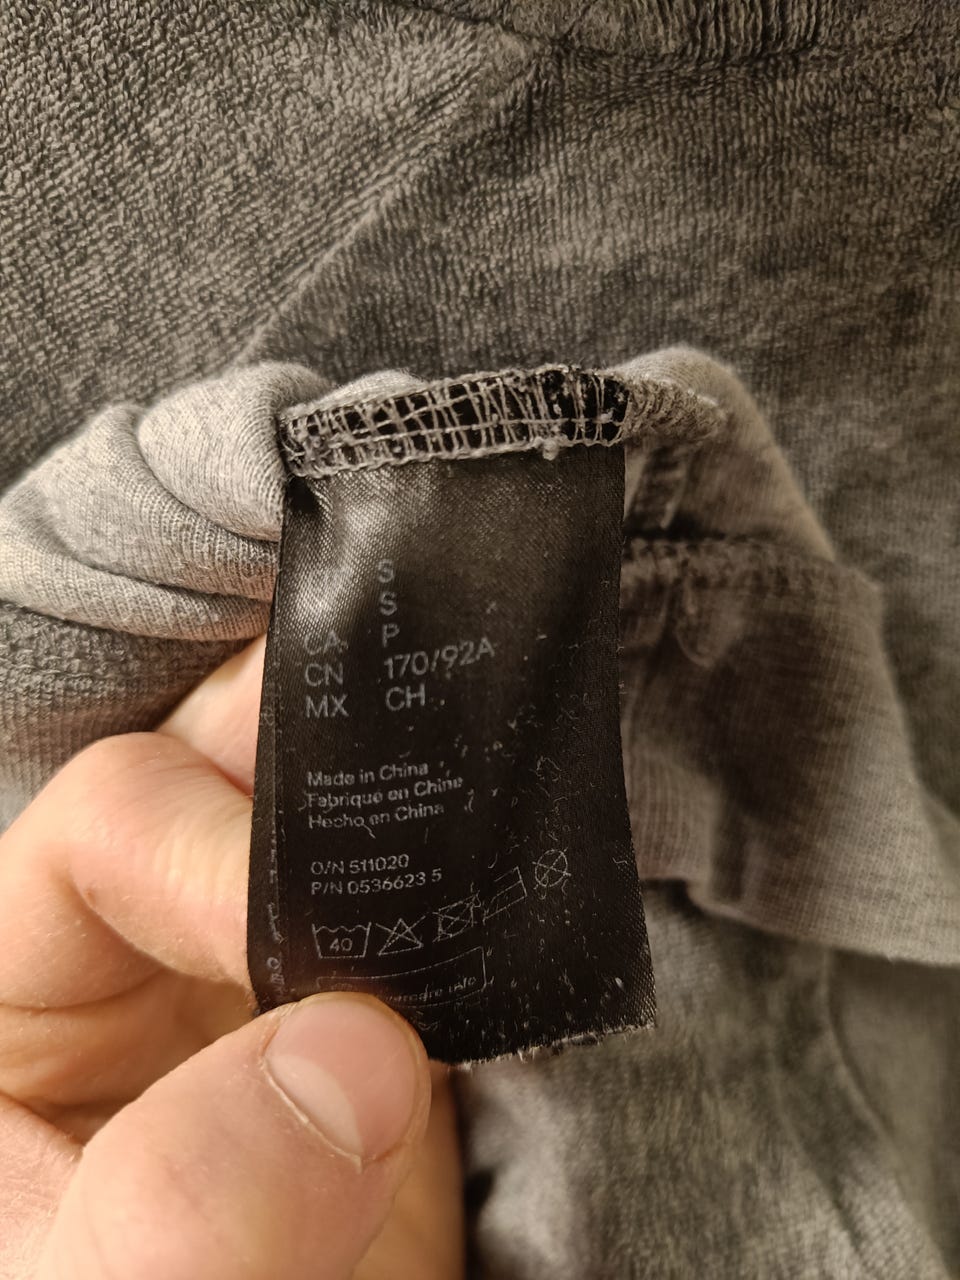 S
S
CA P
CN 170/92A
MX CH
Made in China
Fabriqué en Chine
Hecho en China
O/N 511020
P/N 0536623 5
40